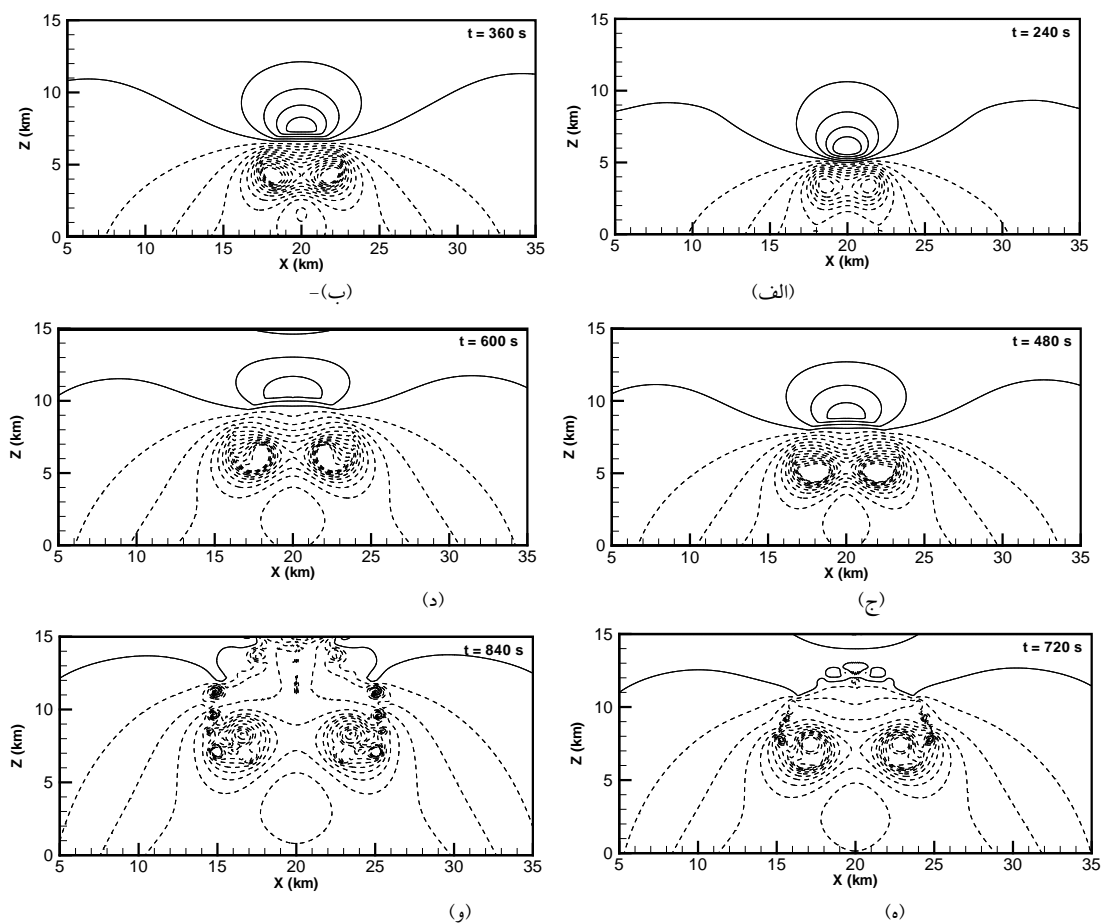 t = 240 s
15
10
5
0
Z (km)
5 10 15 20 25 30 35
X (km)
(الف)
t = 360 s
15
10
5
0
Z (km)
5 10 15 20 25 30 35
X (km)
(ب)-
t = 480 s
15
10
5
0
Z (km)
5 10 15 20 25 30 35
X (km)
(ج)
t = 600 s
15
10
5
0
Z (km)
5 10 15 20 25 30 35
X (km)
(د)
t = 720 s
15
10
5
0
Z (km)
5 10 15 20 25 30 35
X (km)
(ه)
t = 840 s
15
10
5
0
Z (km)
5 10 15 20 25 30 35
X (km)
(و)